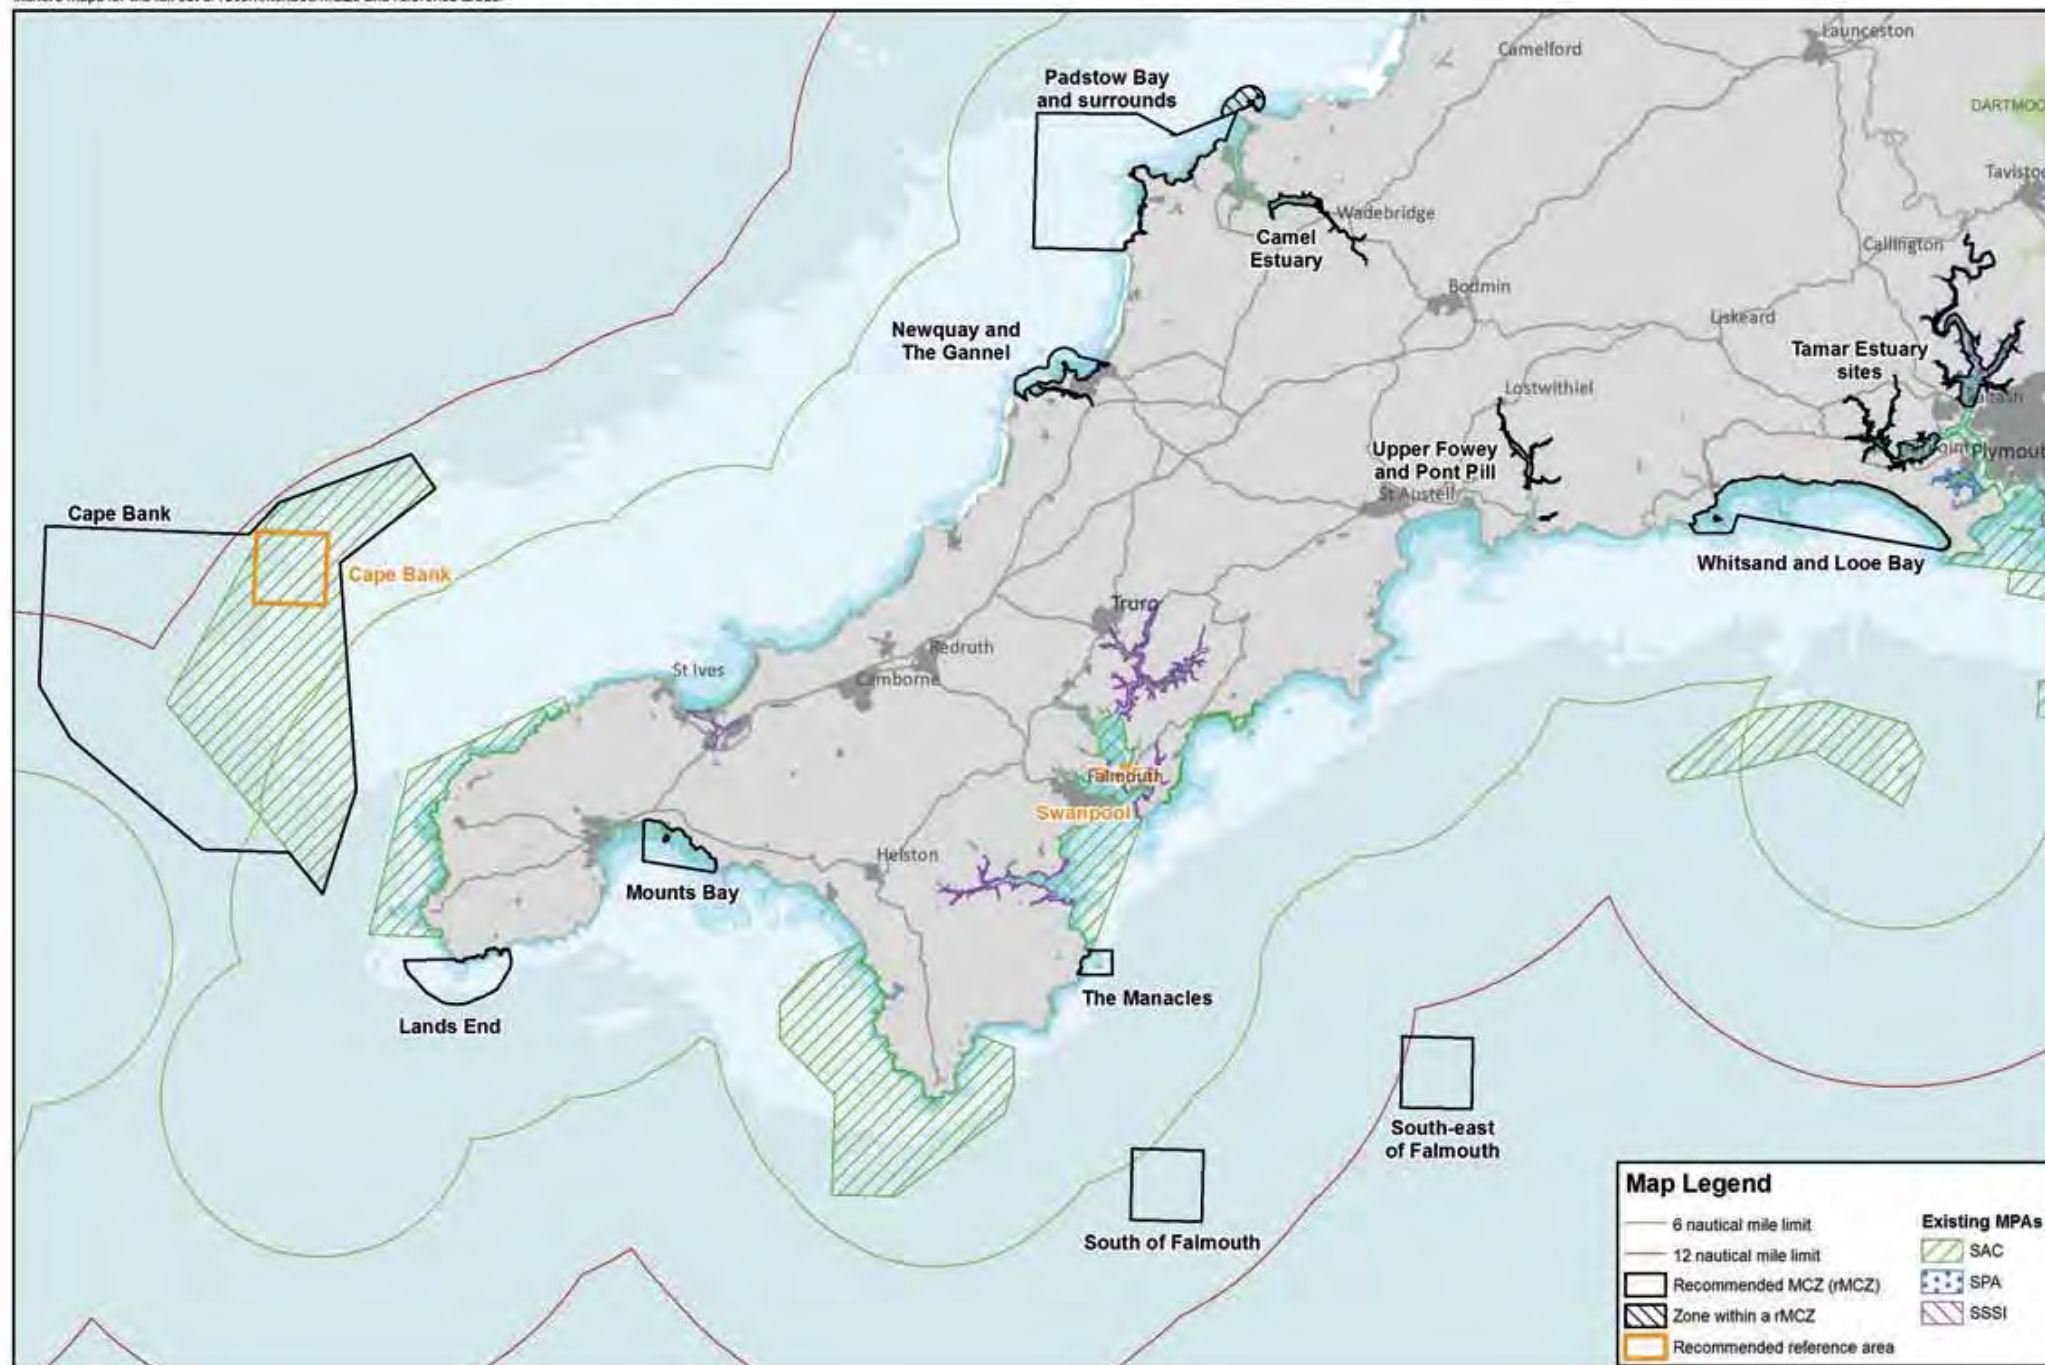 Launceston
Camelford
Padstow Bay
and surrounds
DARTMOO
Tavistoc
Wadebridge
Camel
Estuary
Callington
Bodmin
Newquay and
The Gannel
Liskeard
Tamar Estuary
sites
Lostwithiel
Saltash
Upper Fowey
and Pont Pill
Plymout
St Austell
Cape Bank
Cape Bank
Whitsand and Looe Bay
Truro
Redruth
St Ives
Camborne
Falmouth
Swanpool
Helston
Mounts Bay
The Manacles
Lands End
South-east
of Falmouth
South of Falmouth
Map Legend
6 nautical mile limit
12 nautical mile limit
Recommended MCZ (rMCZ)
Zone within a rMCZ
Recommended reference area
Existing MPAs
SAC
SPA
SSSI